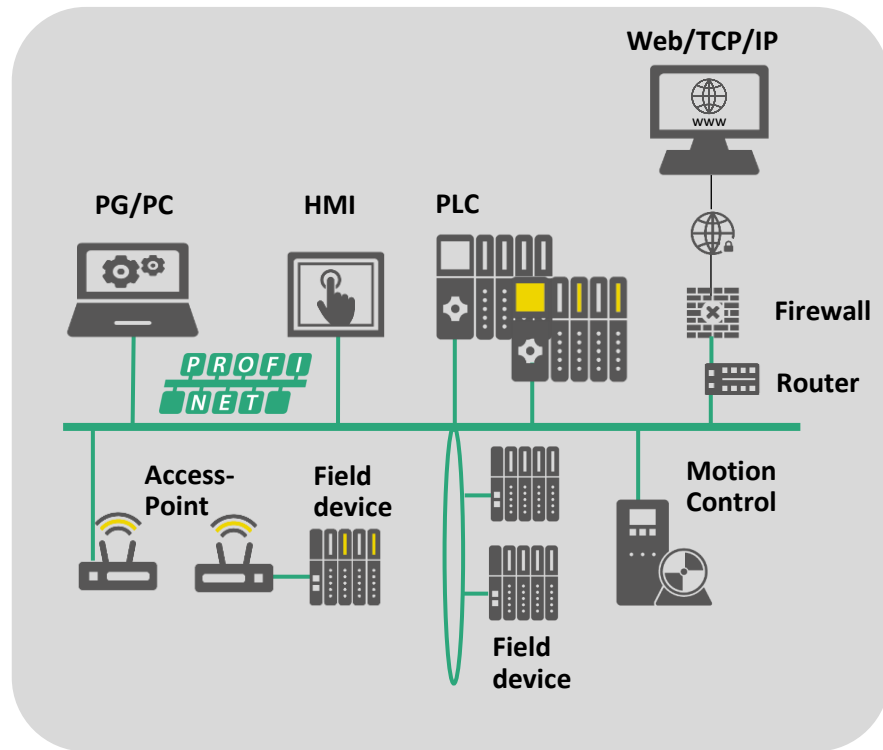 Web/TCP/IP
www
PG/PC
HMI
PLC
Firewall
PROFI
NET
Router
Access-
Point
Field
device
Motion
Control
Field
device